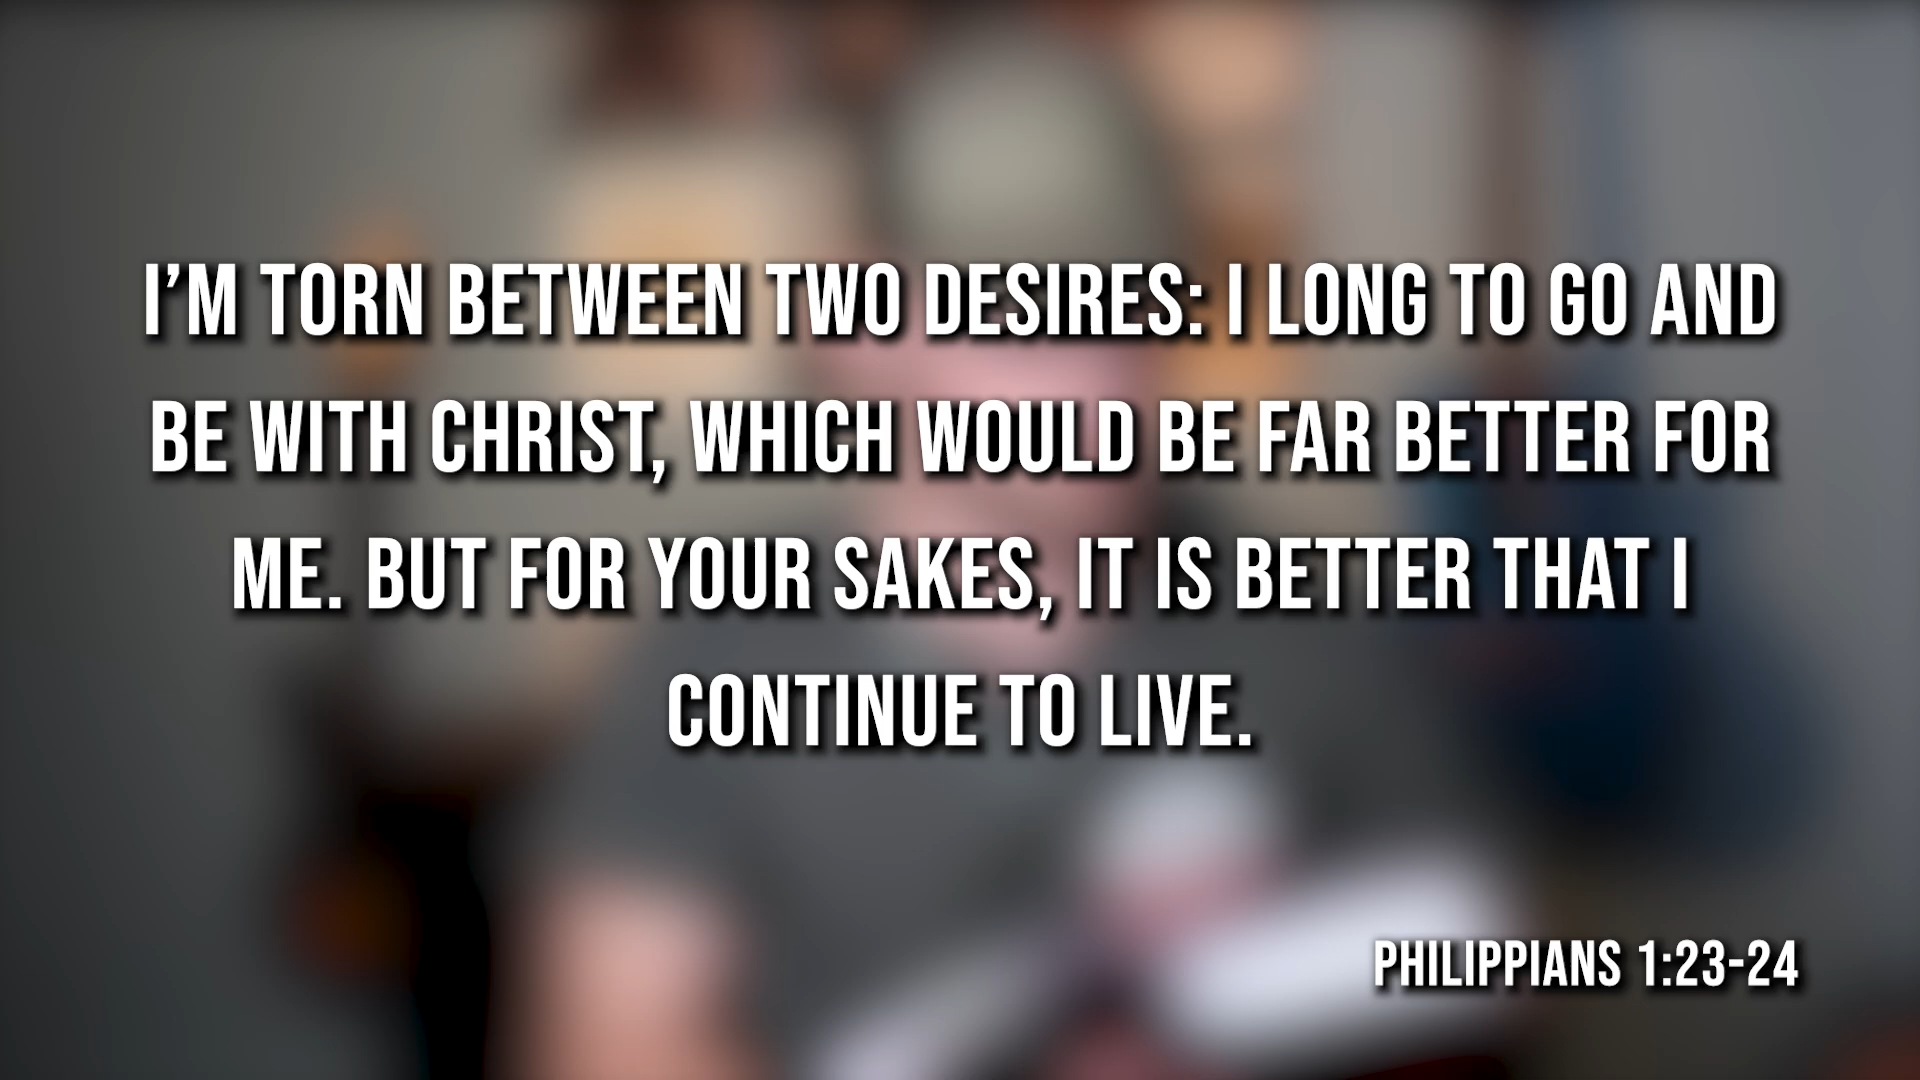 I’M TORN BETWEEN TWO DESIRES: I LONG TO GO AND
BE WITH CHRIST, WHICH WOULD BE FAR BETTER FOR
ME. BUT FOR YOUR SAKES, IT IS BETTER THAT I
CONTINUE TO LIVE.
PHILIPPIANS 1:23-24